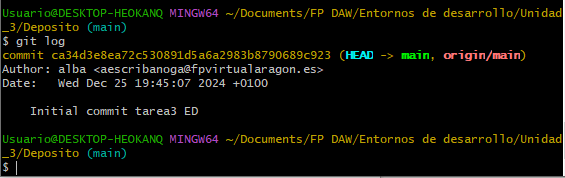 Usuario@DESKTOP-HEOKANQ MINGW64 ~/Documents/FP DAW/Entornos de desarrollo/Unidad
_3/Deposito (main)
$ git log
commit ca34d3e8ea72c530891d5a6a2983b8790689c923 (HEAD -> main, origin/main)
Author: alba <aescribanoga@fpvirtualaragon.es>
Date:   Wed Dec 25 19:45:07 2024 +0100

    Initial commit tarea3 ED

Usuario@DESKTOP-HEOKANQ MINGW64 ~/Documents/FP DAW/Entornos de desarrollo/Unidad
_3/Deposito (main)
$